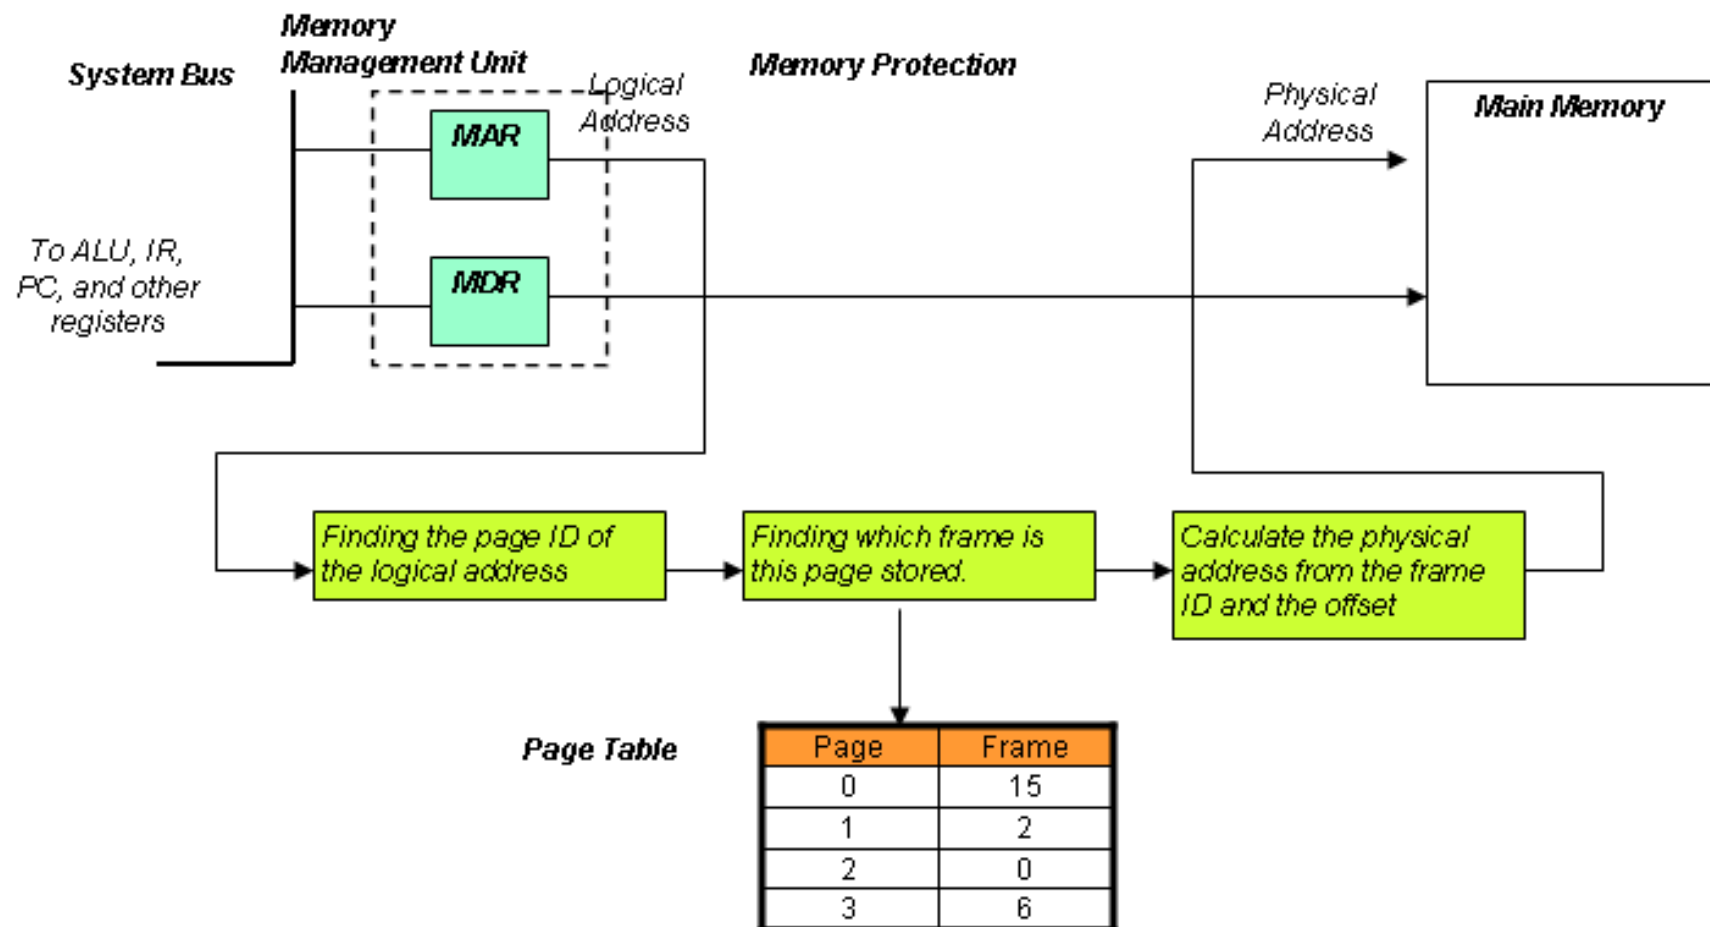 Memory
Management Unit
System Bus
Memory Protection
Logical
Address
Physical
Address
Main Memory
MAR
MDR
To ALU, IR,
PC, and other
registers
Finding the page ID of
the logical address
Finding which frame is
this page stored.
Calculate the physical
address from the frame
ID and the offset
Page Table
Page Frame
0 15
1 2
2 0
3 6